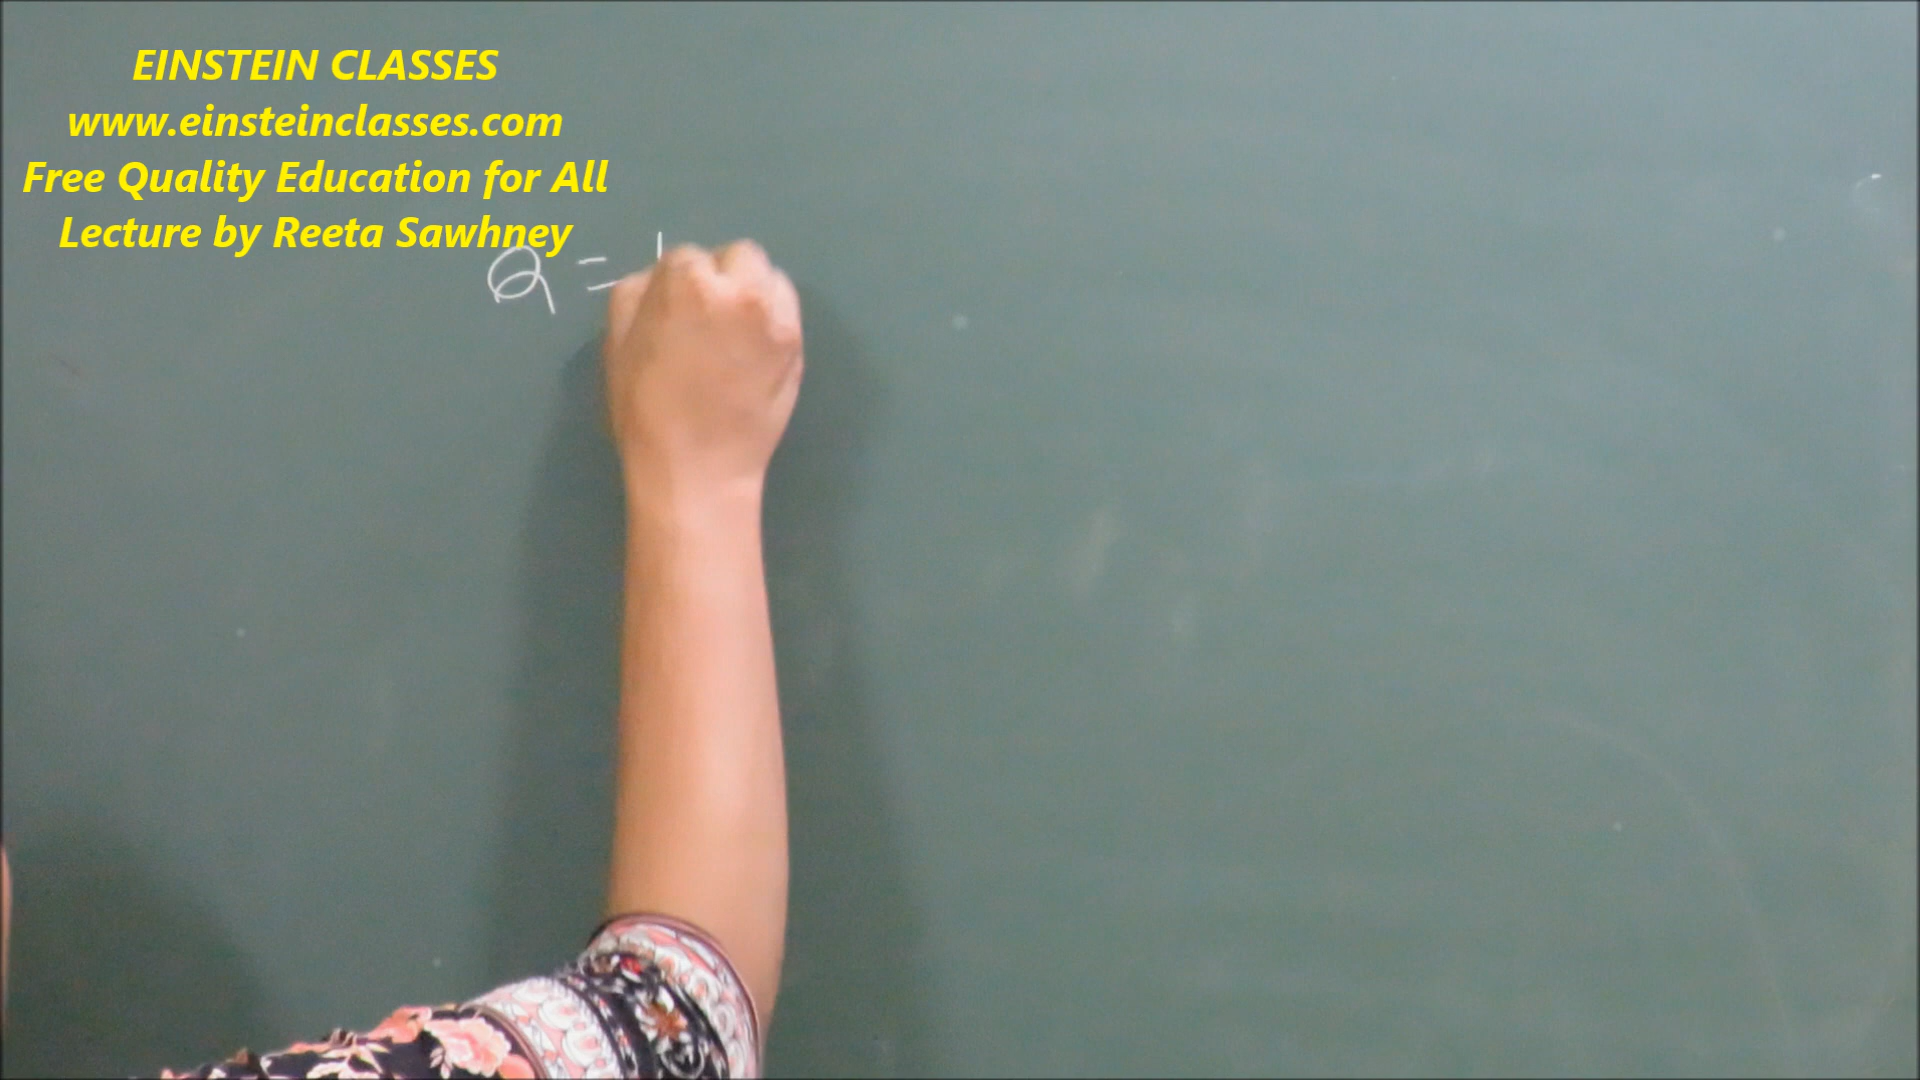 EINSTEIN CLASSES
www.einsteinclasses.com
Free Quality Education for All
Lecture by Reeta Sawhney
a =